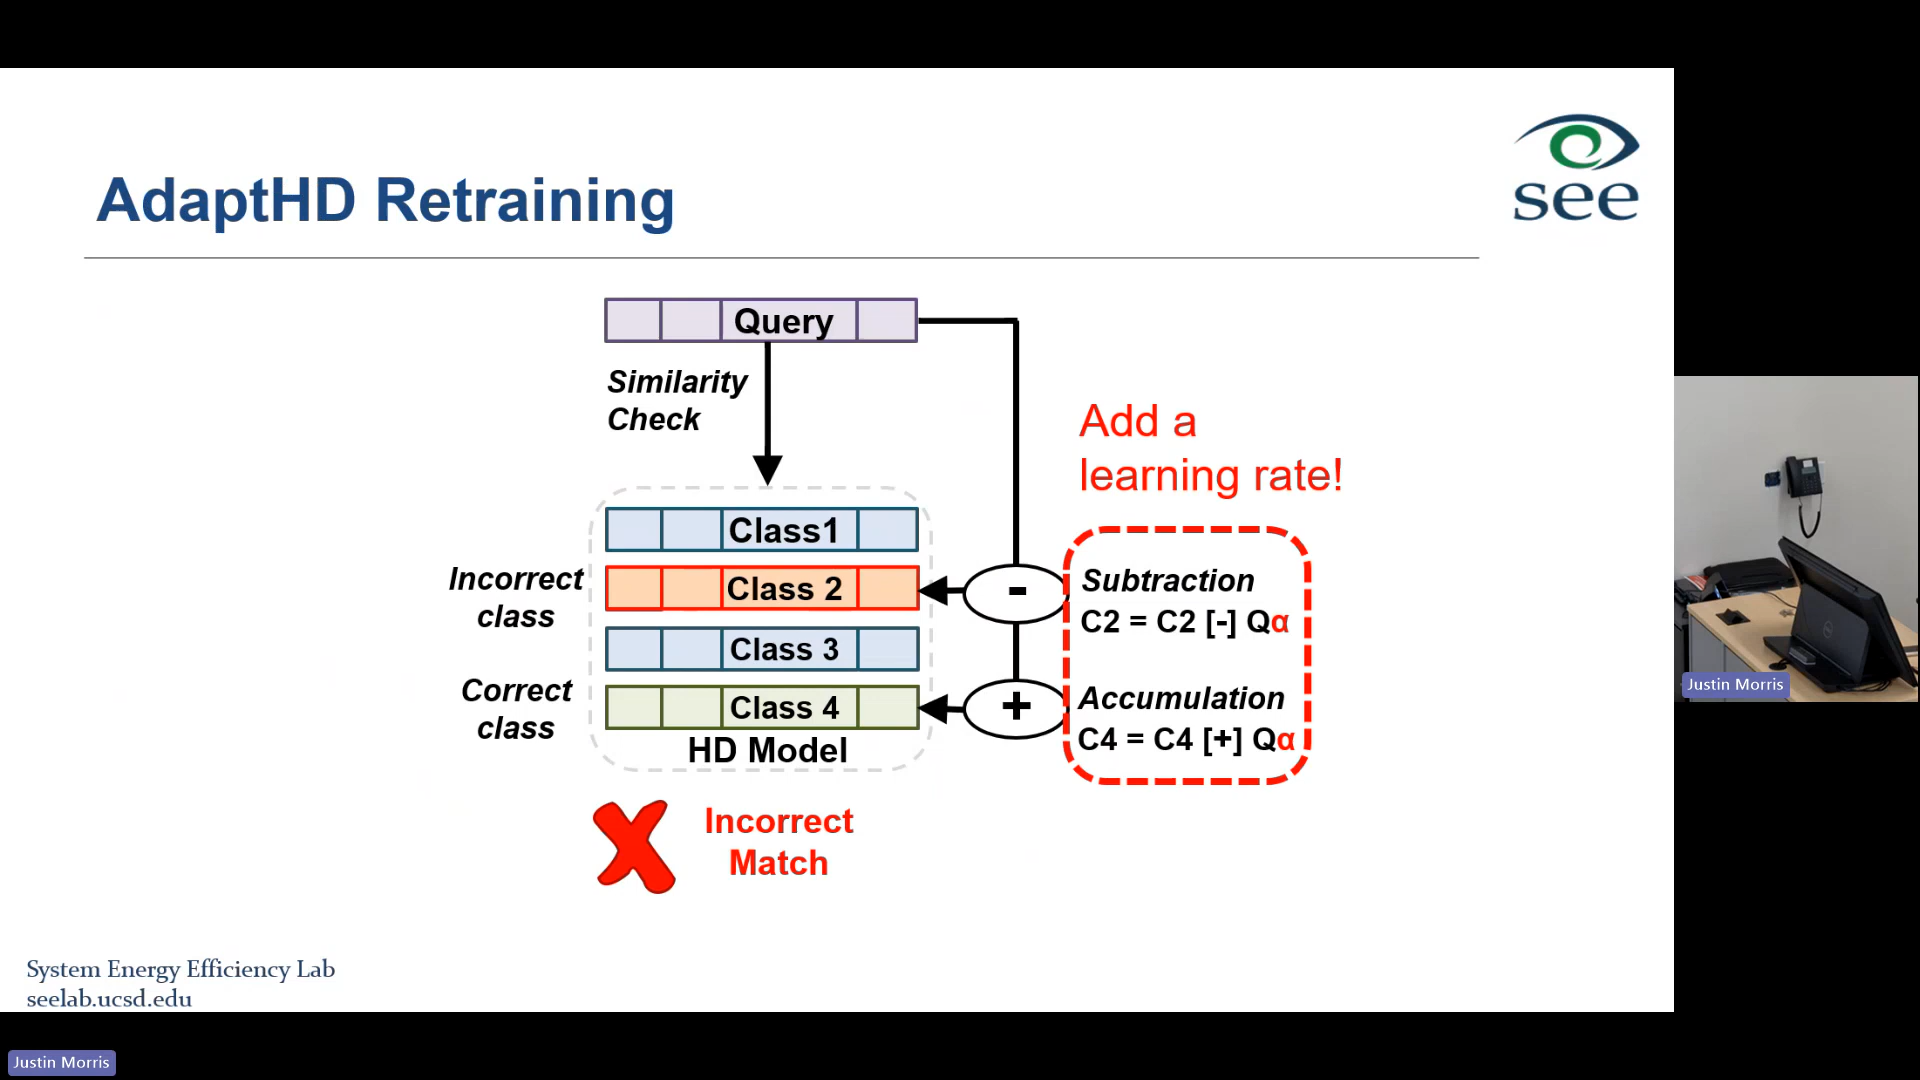 see
AdaptHD Retraining
Query
Similarity
Check
Add a
learning rate!
Class1
Incorrect
class
Class 2
Class 3
Correct
class
Class 4
HD Model
-
+
Subtraction
C2 = C2 [-] Qα
Accumulation
C4 = C4 [+] Qα
Incorrect
Match
System Energy Efficiency Lab
seelab.ucsd.edu
Justin Morris
Justin Morris